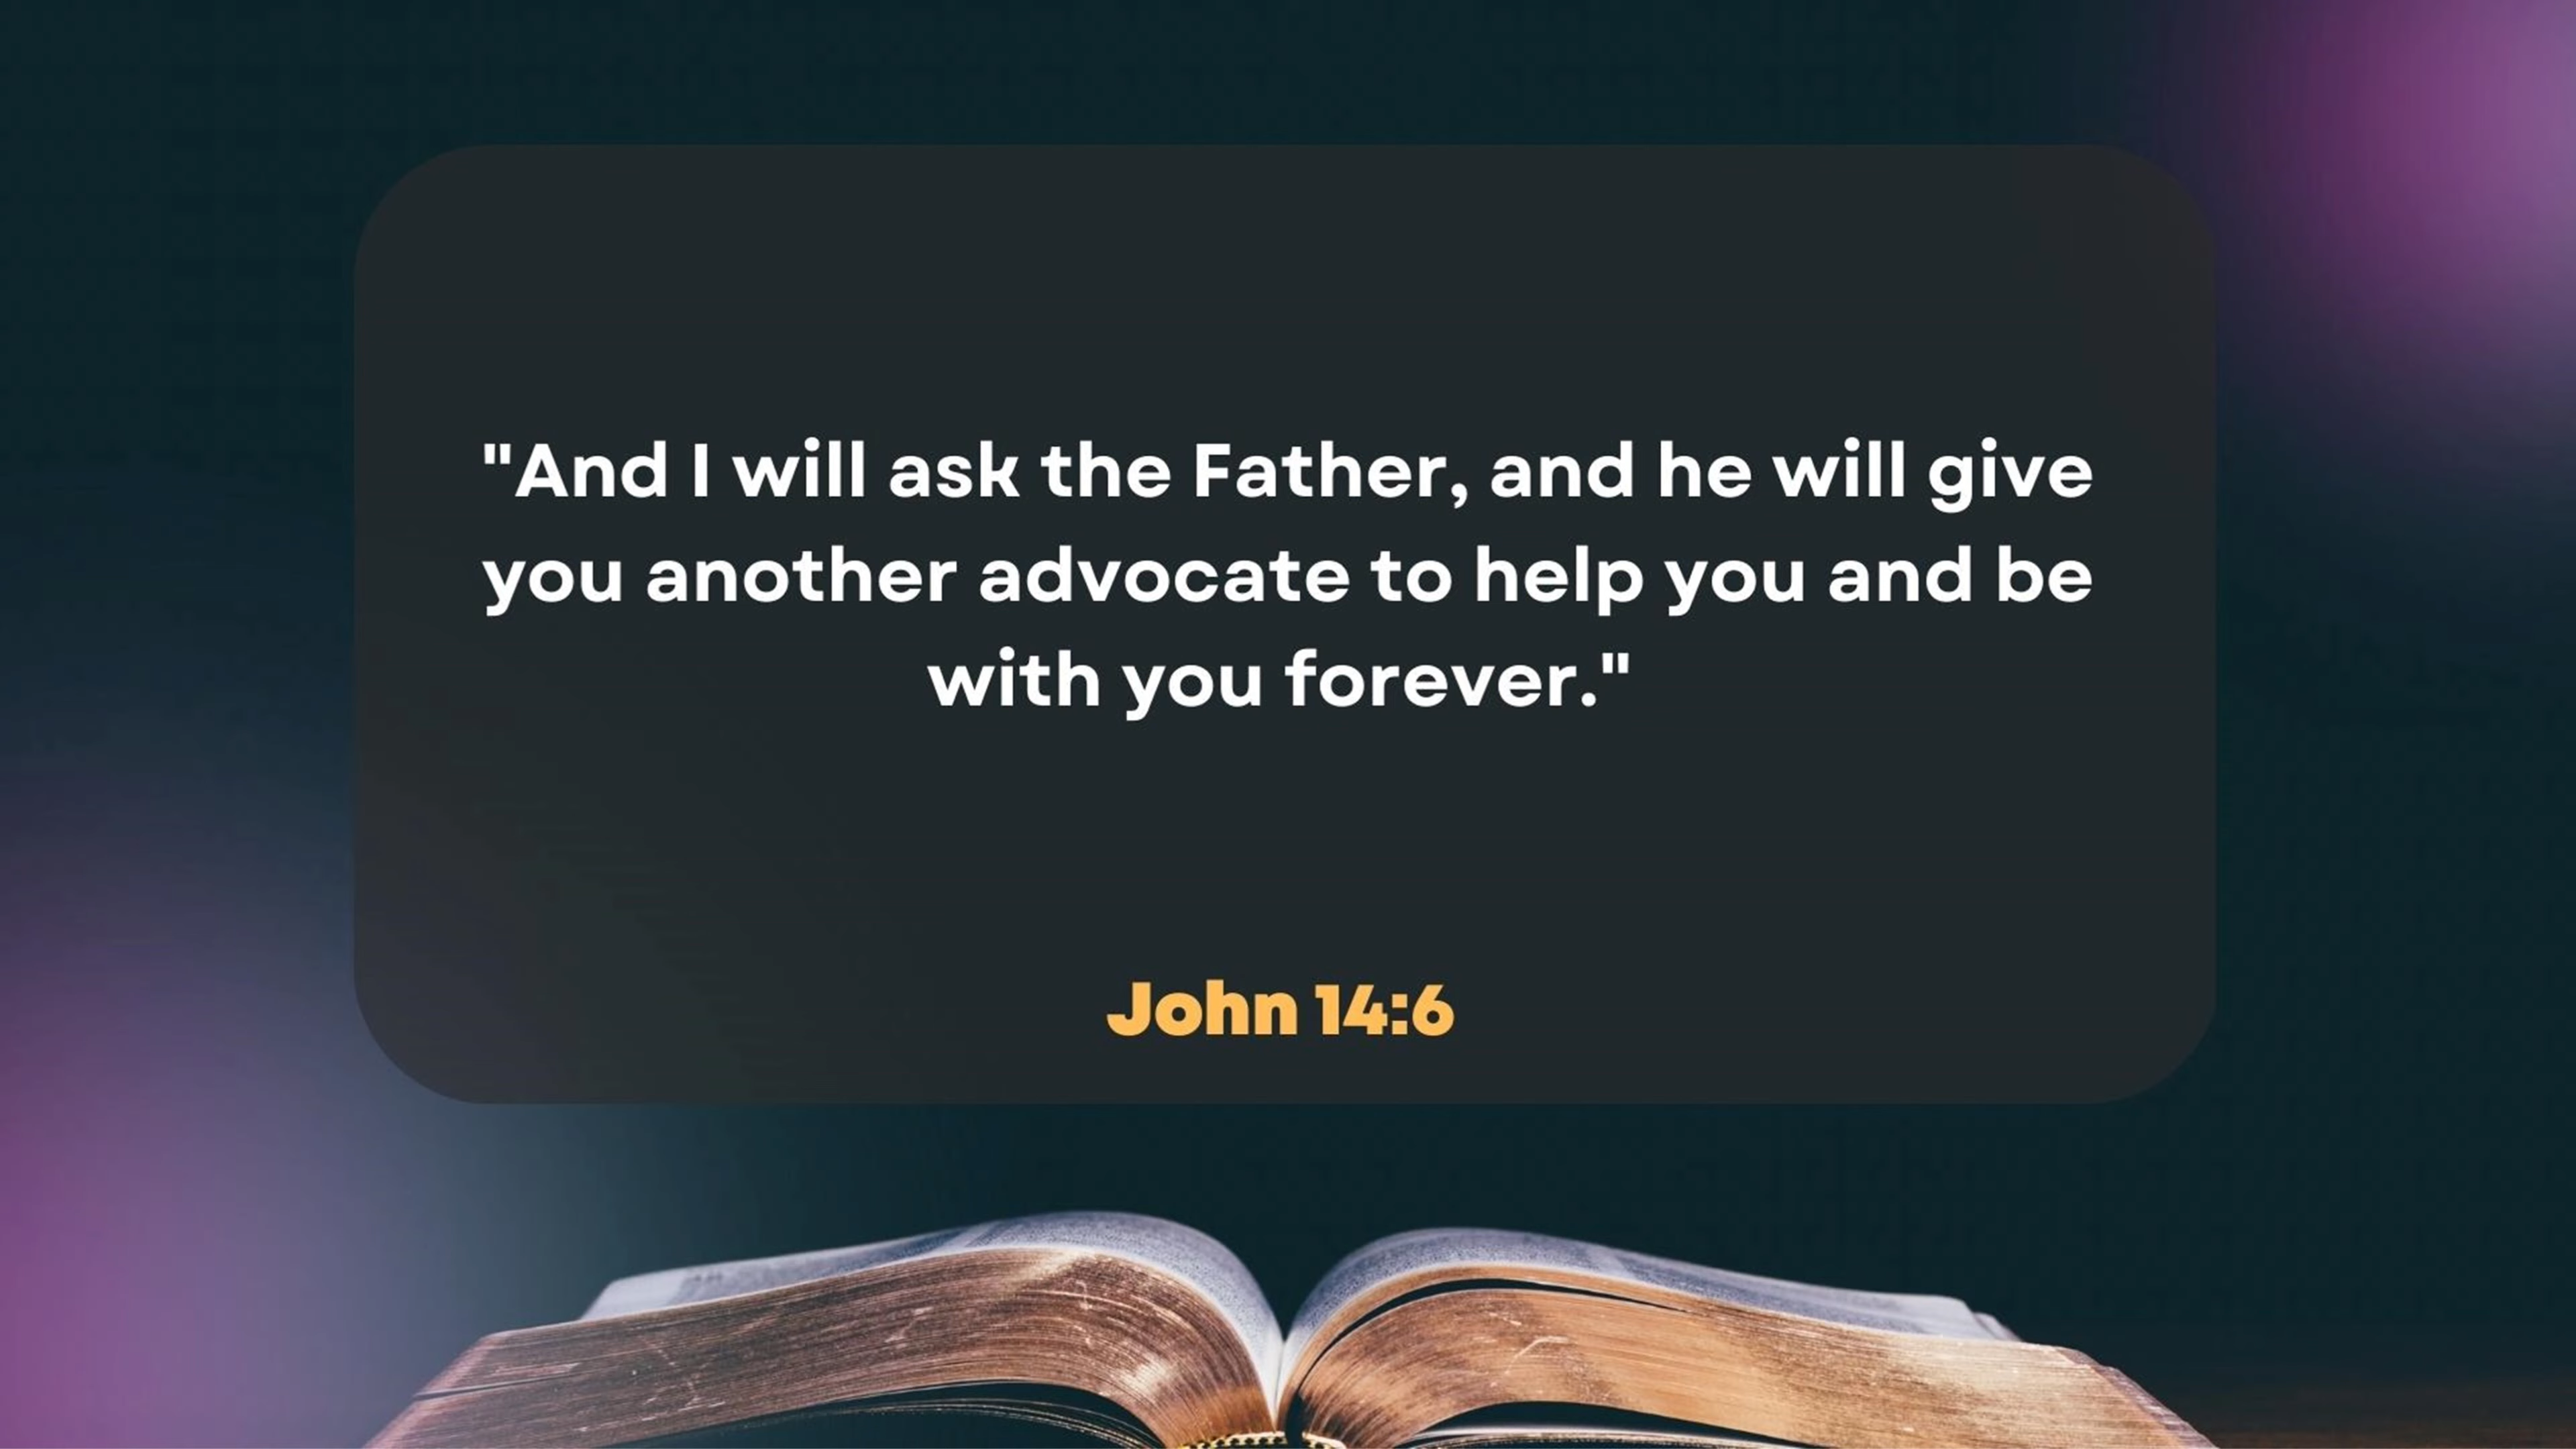 "And I will ask the Father, and he will give
you another advocate to help you and be
with you forever."
John 14:6